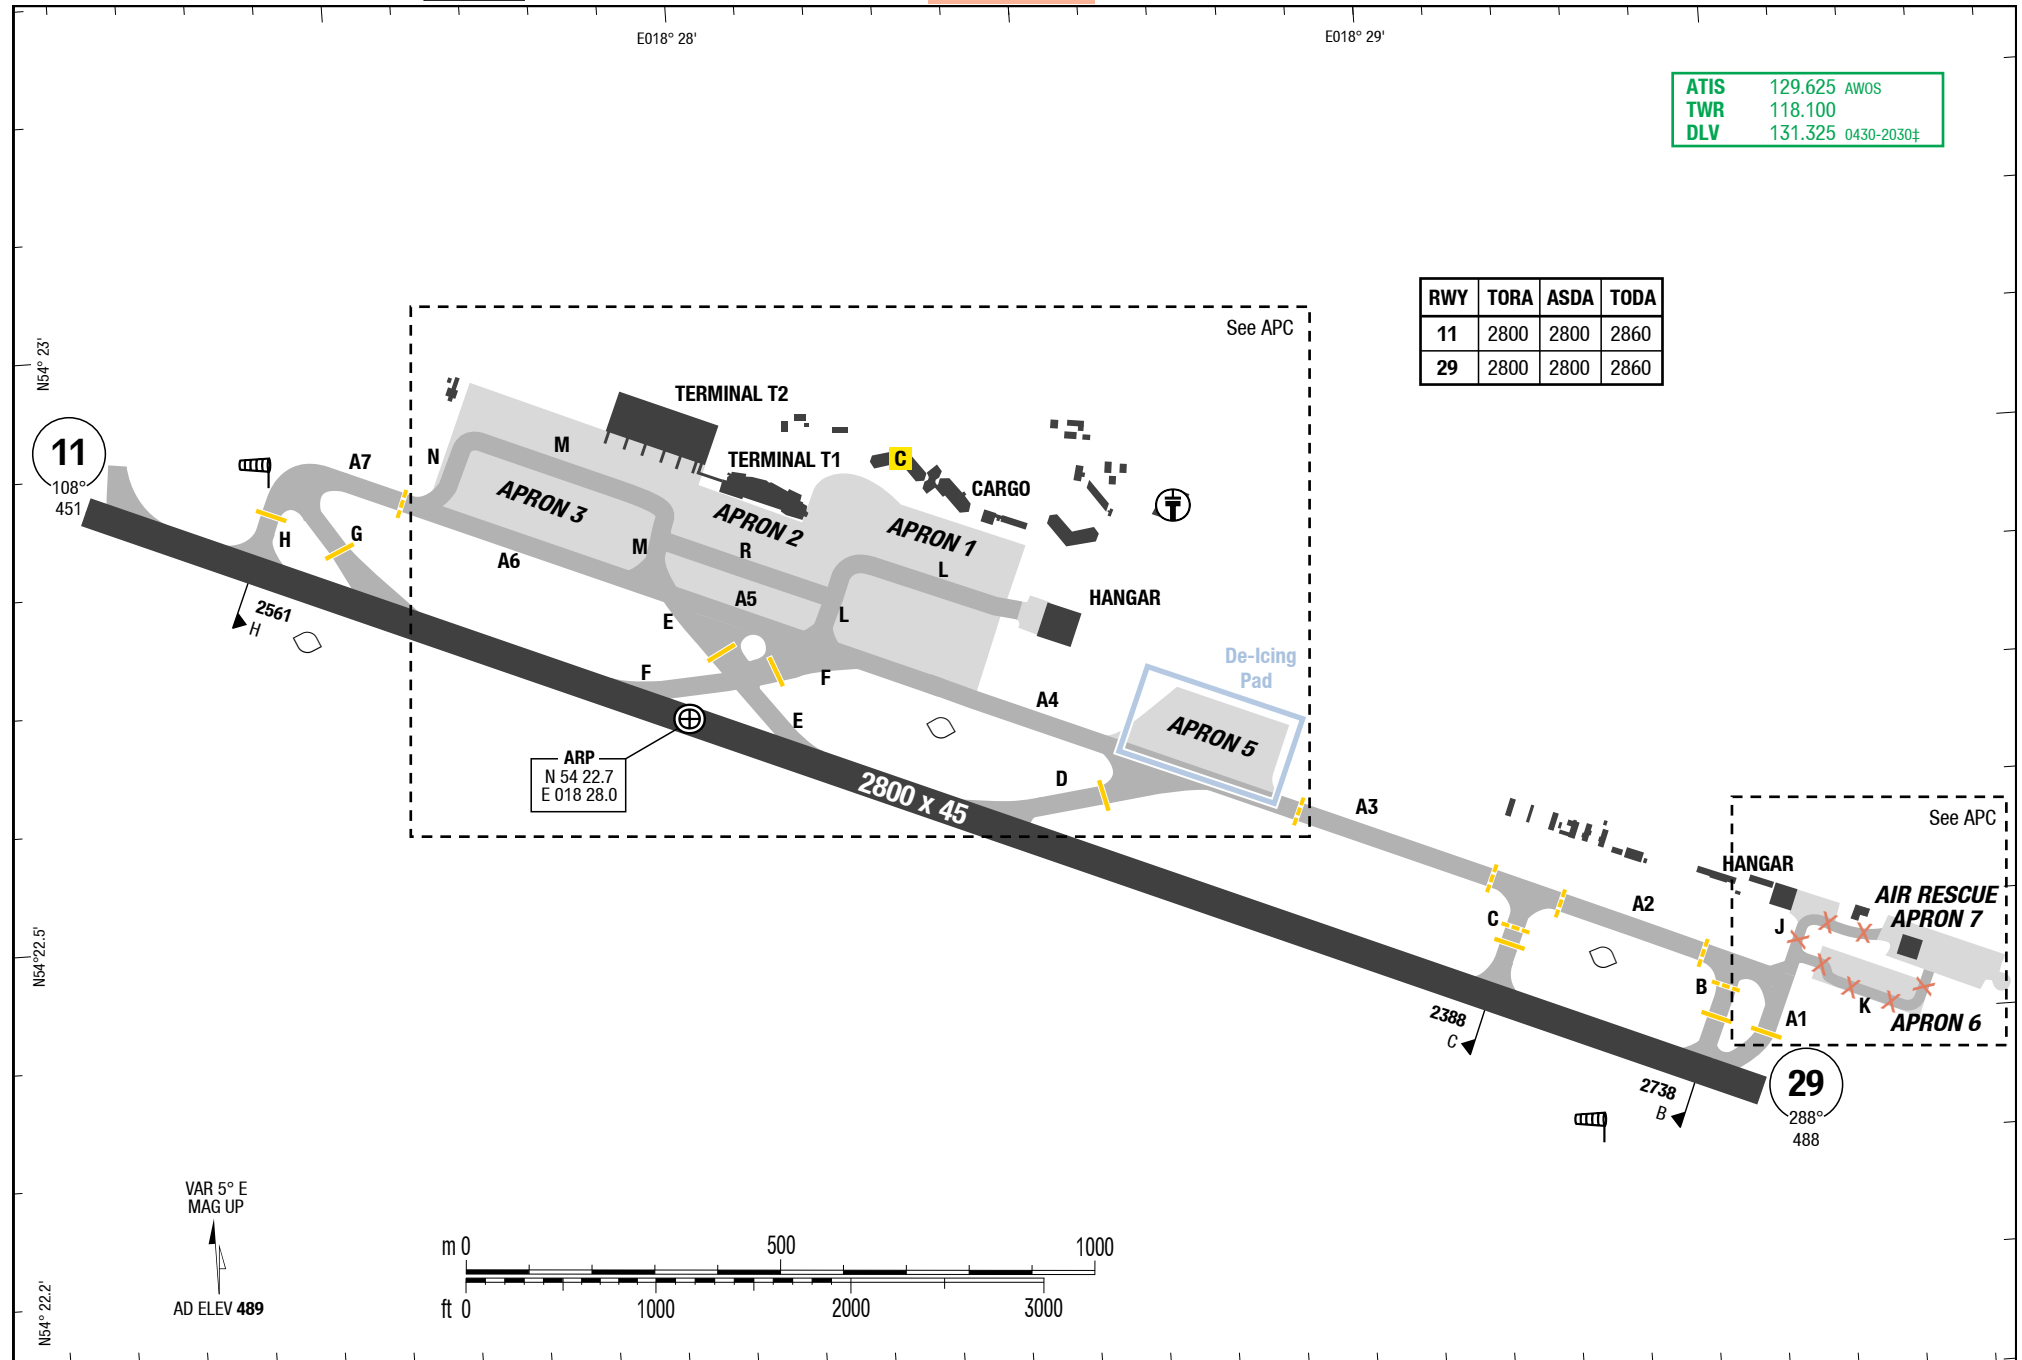 E018° 28'
E018° 29'
ATIS 129.625 AWOS
TWR 118.100
DLV 131.325 0430-2030‡
RWY TORA ASDA TODA
11 2800 2800 2860
29 2800 2800 2860
See APC
N54° 23'
TERMINAL T2
TERMINAL T1
C
CARGO
11
108°
451
A7
N
M
APRON 3
APRON 2
APRON 1
H
G
A6
M
R
L
A5
L
HANGAR
E
F
F
E
2561
H
De-Icing
Pad
A4
APRON 5
ARP
N 54 22.7
E 018 28.0
D
2800 x 45
A3
See APC
HANGAR
AIR RESCUE
APRON 7
A2
C
J
B
K
A1
APRON 6
N54°22.5'
2388
C
2738
B
29
288°
488
VAR 5° E
MAG UP
AD ELEV 489
m 0 500 1000
ft 0 1000 2000 3000
N54° 22.2'